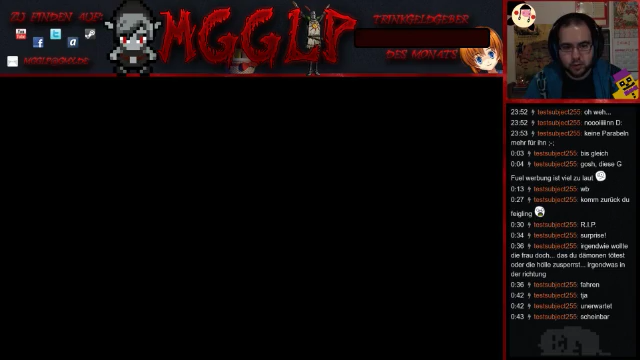 ZU FINDEN AUF:
MGGLP@GMX.DE
MGGLP
TRINKGELDGEBER
DES MONATS
23:52 testsubject255: oh weh...
23:52 testsubject255: nooolliinn D:
23:53 testsubject255: keine Parabeln
mehr für ihn ;-;
0:03 testsubject255: bis gleich
0:04 testsubject255: gosh, diese G
Fuel werbung ist viel zu laut
0:13 testsubject255: wb
0:27 testsubject255: komm zurück du
feigling
0:30 testsubject255: R.I.P.
0:34 testsubject255: surprise!
0:36 testsubject255: irgendwie wollte
die frau doch... das du dämonen tötest
oder die hölle zusperrst... irgendwas in
der richtung
0:36 testsubject255: fahren
0:42 testsubject255: tja
0:42 testsubject255: unerwartet
0:43 testsubject255: scheinbar